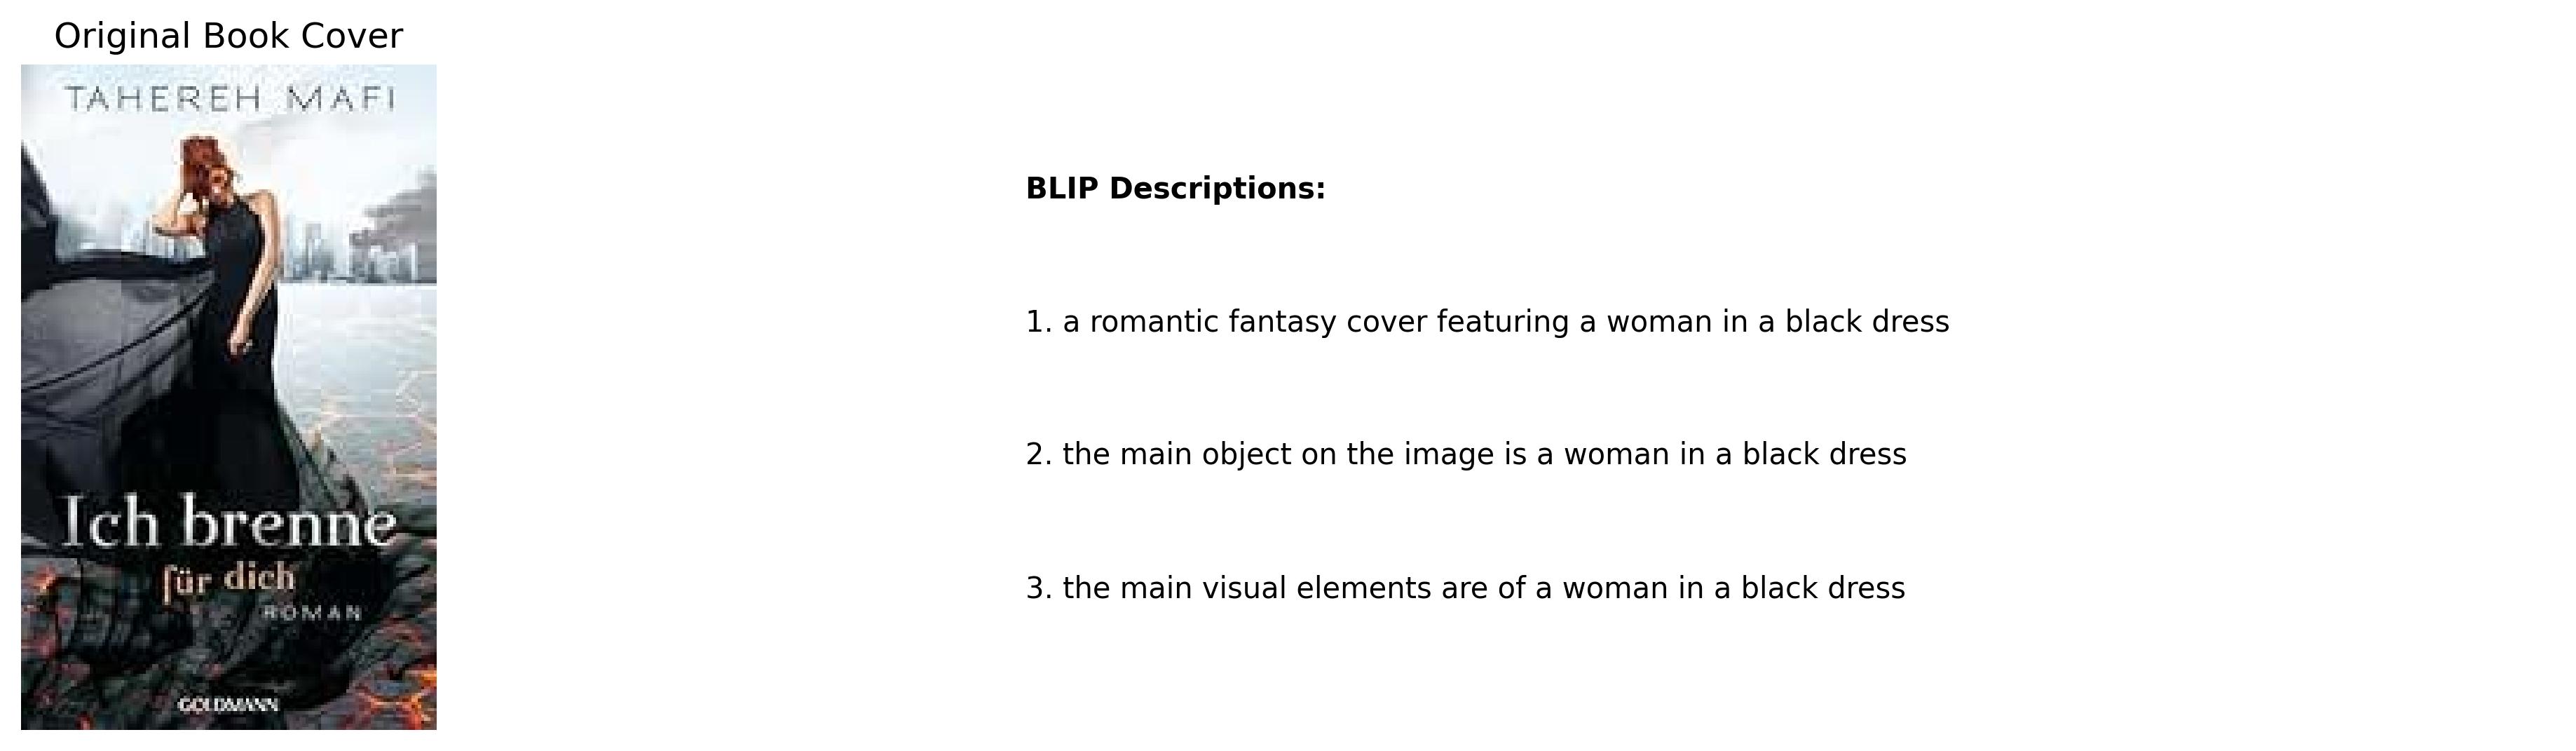 Original Book Cover
TAHEREH MAFI
Ich brenne
für dich
ROMAN
GOLDMANN
BLIP Descriptions:
1. a romantic fantasy cover featuring a woman in a black dress
2. the main object on the image is a woman in a black dress
3. the main visual elements are of a woman in a black dress